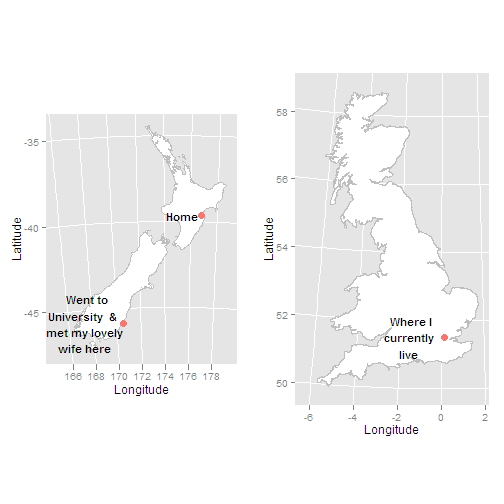 -35
-40
-45
Latitude
Home
Went to
University &
met my lovely
wife here
166 168 170 172 174 176 178
Longitude
58
56
54
52
50
Latitude
Where I
currently
live
-6 -4 -2 0 2
Longitude